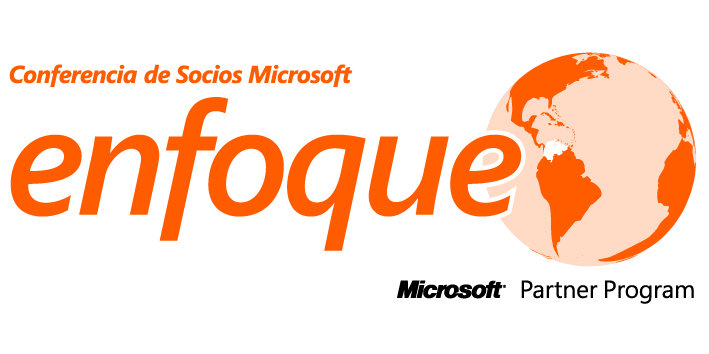 Conferencia de Socios Microsoft
enfoque
Microsoft Partner Program